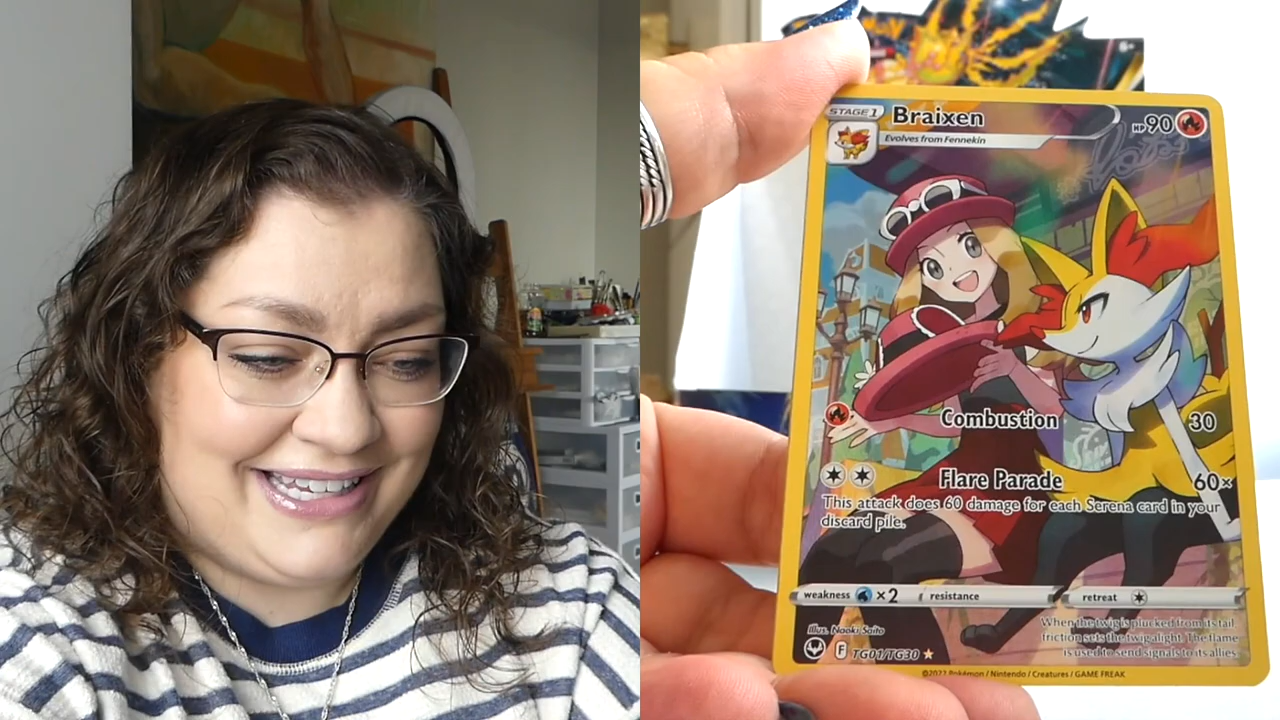 6+
STAGE 1
Braixen
HP 90
Evolves from Fennekin
Combustion 30
Flare Parade 60×
This attack does 60 damage for each Serena card in your
discard pile.
weakness ×2 resistance retreat
When the twig is plucked from its tail,
friction sets the twig alight. The flame
is used to send signals to its allies.
Illus. Naoki Saito
F TG01/TG30
©2022 Pokémon / Nintendo / Creatures / GAME FREAK